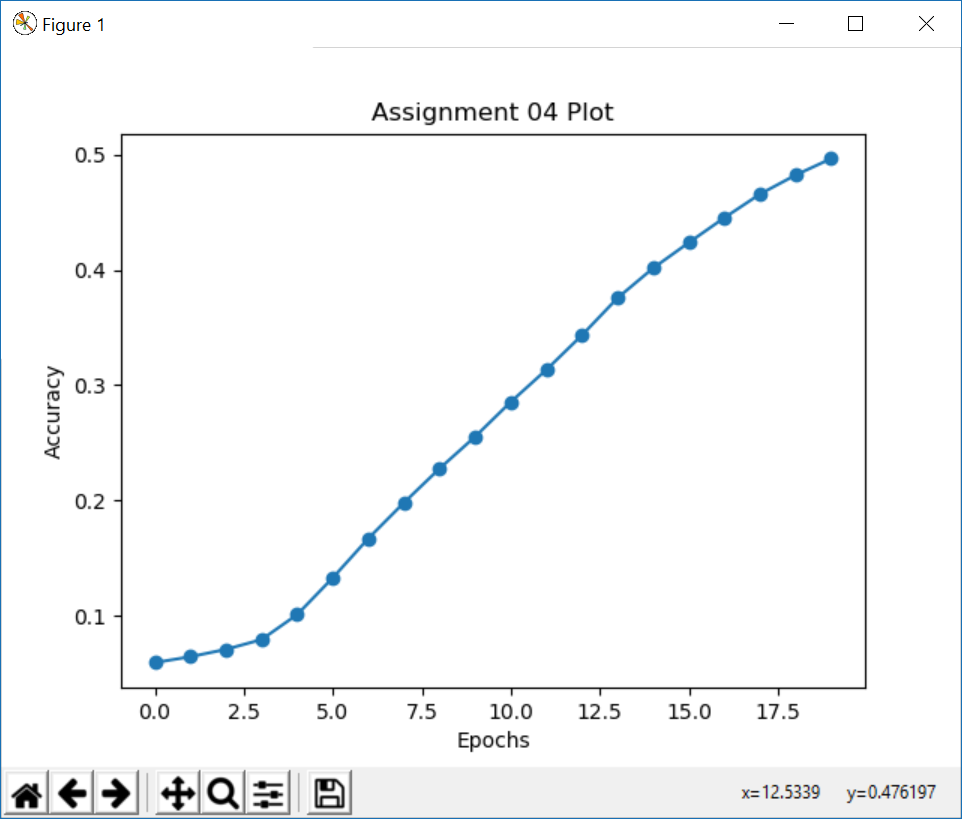 Figure 1
Assignment 04 Plot
0.5
0.4
0.3
0.2
0.1
Accuracy
0.0 2.5 5.0 7.5 10.0 12.5 15.0 17.5
Epochs
x=12.5339 y=0.476197